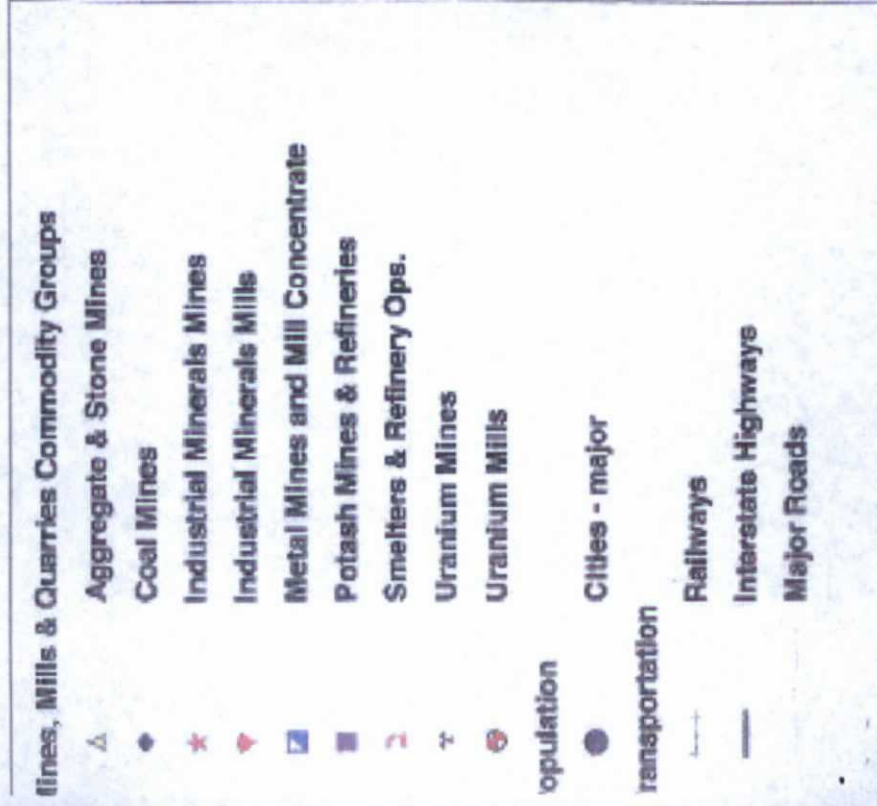 lines, Mills & Quarries Commodity Groups
Aggregate & Stone Mines
Coal Mines
Industrial Minerals Mines
Industrial Minerals Mills
Metal Mines and Mill Concentrate
Potash Mines & Refineries
Smelters & Refinery Ops.
Uranium Mines
Uranium Mills
opulation
Cities - major
ransportation
Railways
Interstate Highways
Major Roads